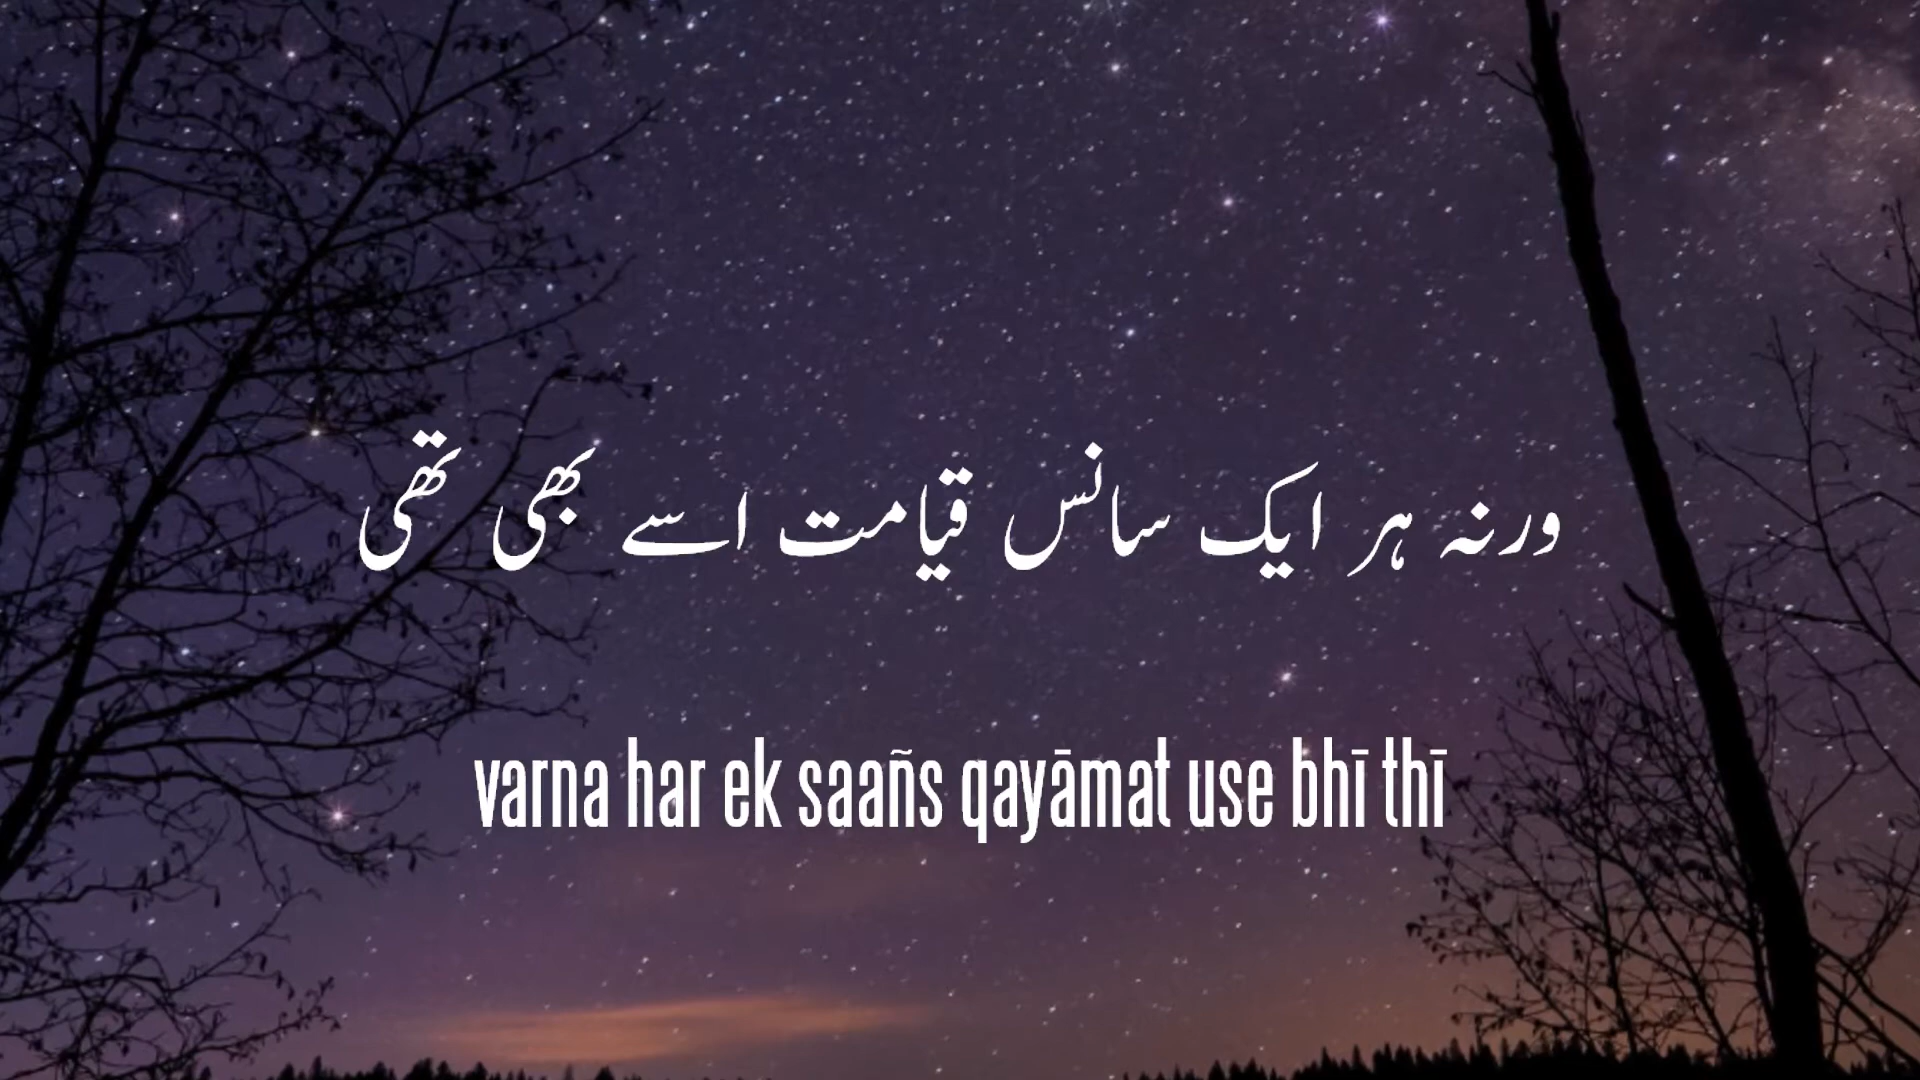 ورنہ ہر ایک سانس قیامت اسے بھی تھی
varna har ek saañs qayāmat use bhī thī